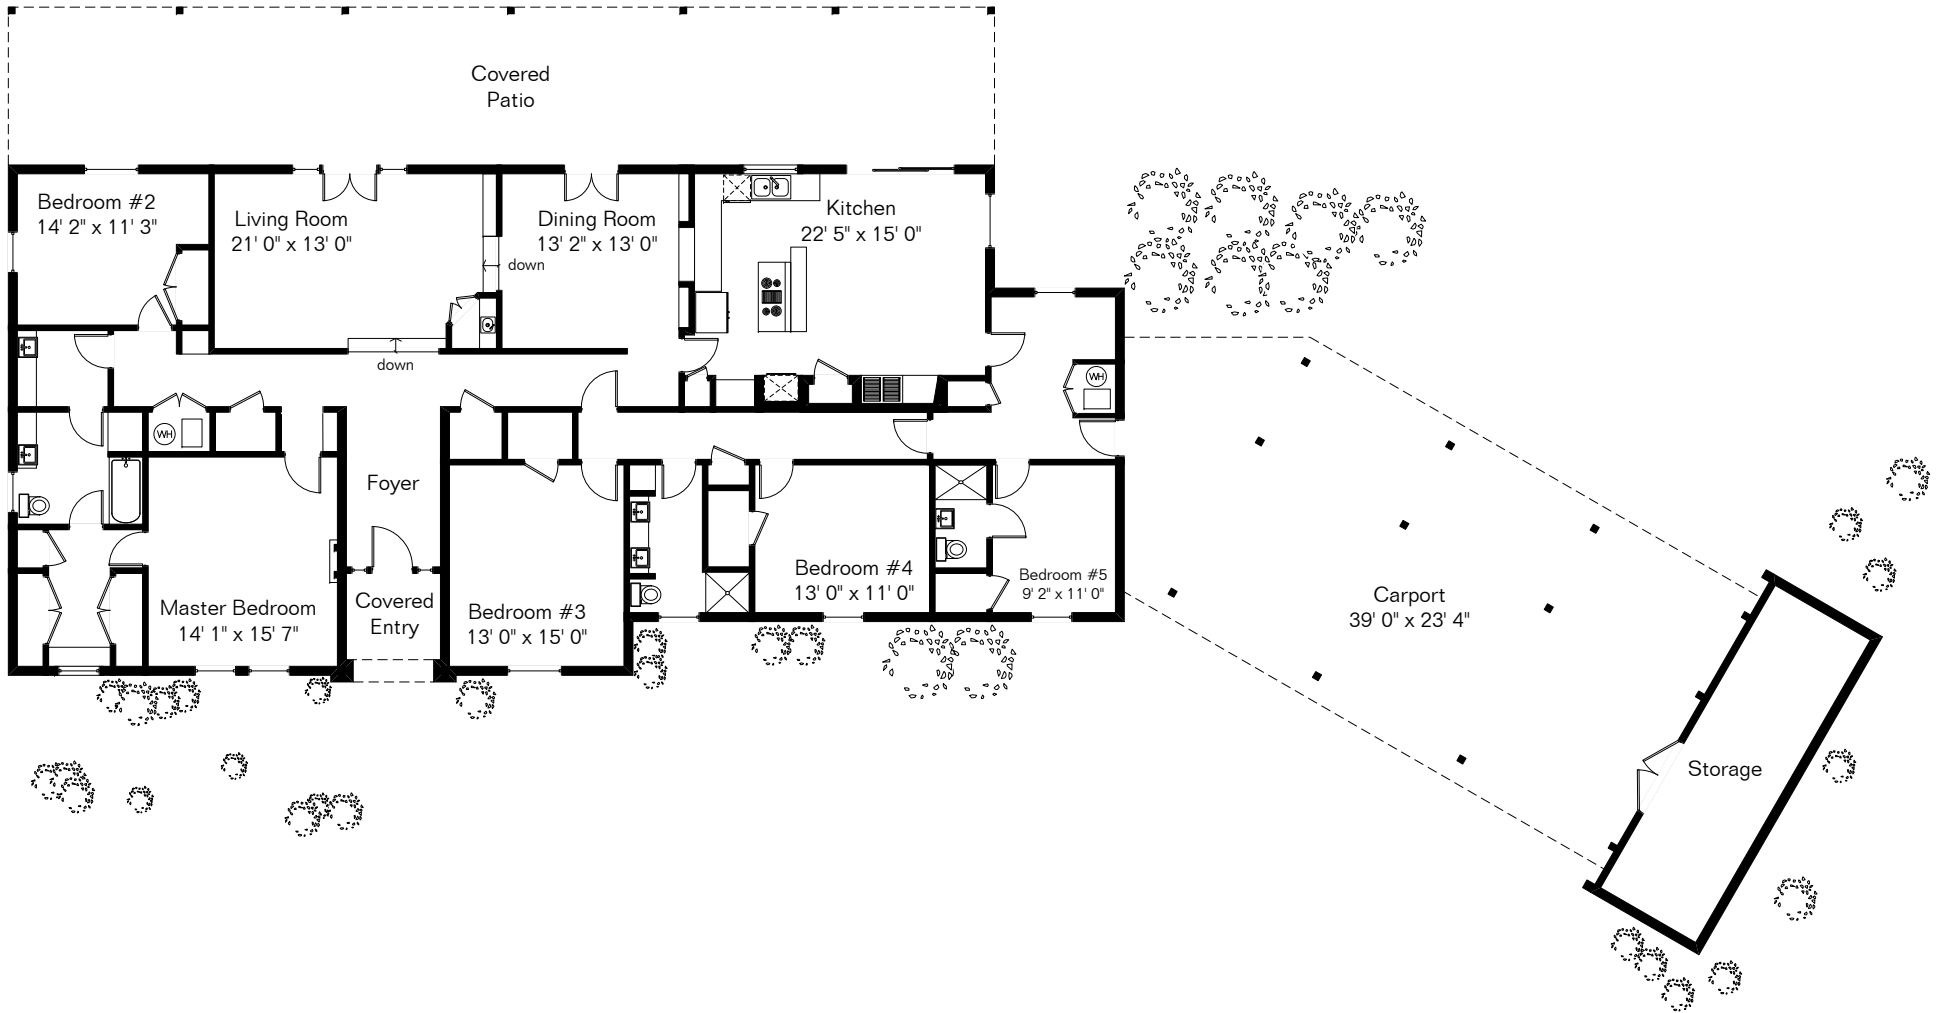 Covered
Patio
Bedroom #2
14' 2" x 11' 3"
Living Room
21' 0" x 13' 0"
down
Dining Room
13' 2" x 13' 0"
Kitchen
22' 5" x 15' 0"
down
WH
WH
Foyer
Covered
Entry
Master Bedroom
14' 1" x 15' 7"
Bedroom #3
13' 0" x 15' 0"
Bedroom #4
13' 0" x 11' 0"
Bedroom #5
9' 2" x 11' 0"
Carport
39' 0" x 23' 4"
Storage